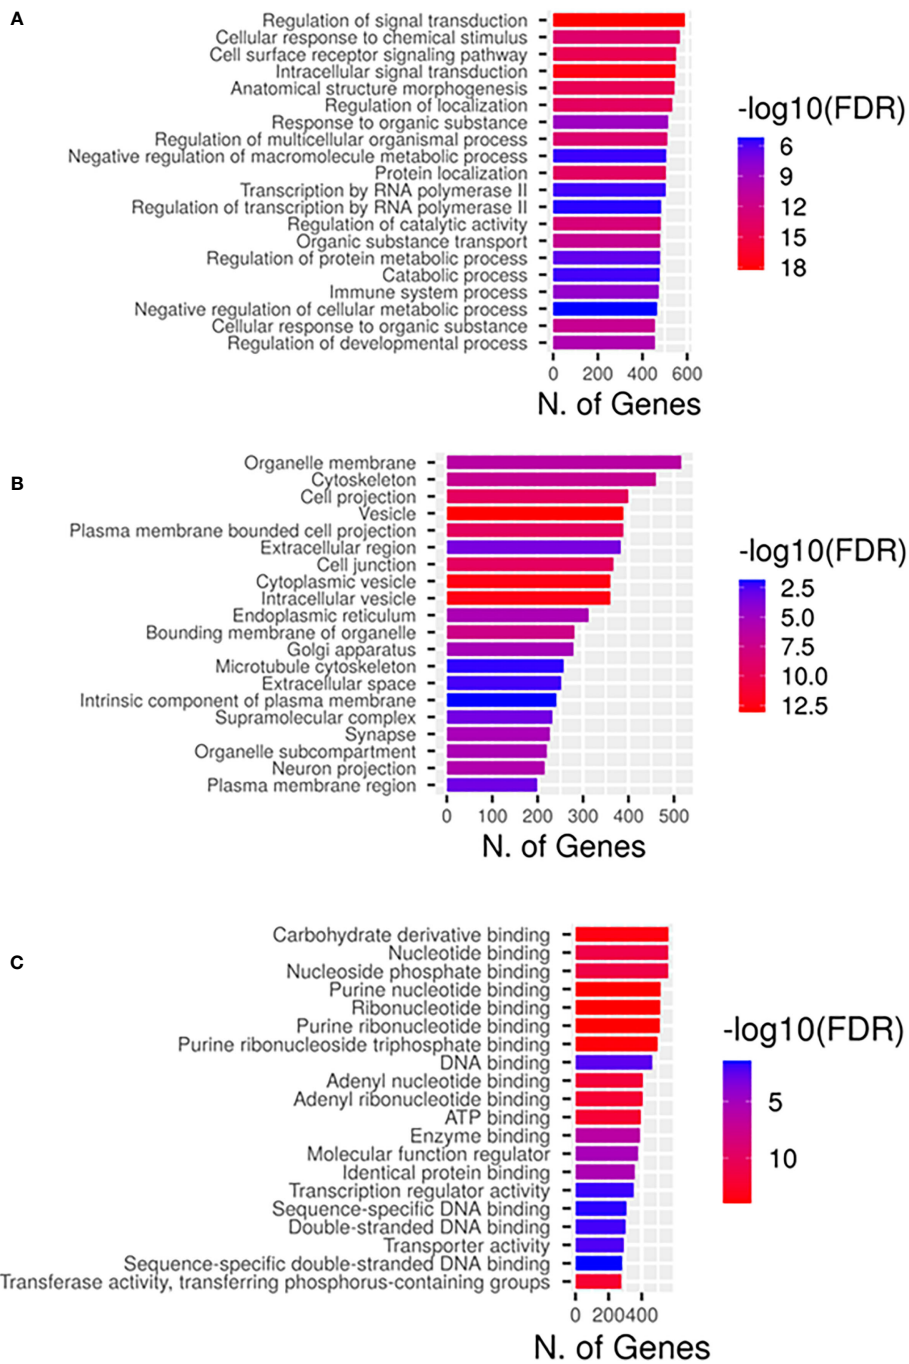 A
Regulation of signal transduction
Cellular response to chemical stimulus
Cell surface receptor signaling pathway
Intracellular signal transduction
Anatomical structure morphogenesis
Regulation of localization
Response to organic substance
Regulation of multicellular organismal process
Negative regulation of macromolecule metabolic process
Protein localization
Transcription by RNA polymerase II
Regulation of transcription by RNA polymerase II
Regulation of catalytic activity
Organic substance transport
Regulation of protein metabolic process
Catabolic process
Immune system process
Negative regulation of cellular metabolic process
Cellular response to organic substance
Regulation of developmental process
0 200 400 600
N. of Genes
-log10(FDR)
6
9
12
15
18
B
Organelle membrane
Cytoskeleton
Cell projection
Vesicle
Plasma membrane bounded cell projection
Extracellular region
Cell junction
Cytoplasmic vesicle
Intracellular vesicle
Endoplasmic reticulum
Bounding membrane of organelle
Golgi apparatus
Microtubule cytoskeleton
Extracellular space
Intrinsic component of plasma membrane
Supramolecular complex
Synapse
Organelle subcompartment
Neuron projection
Plasma membrane region
0 100 200 300 400 500
N. of Genes
-log10(FDR)
2.5
5.0
7.5
10.0
12.5
C
Carbohydrate derivative binding
Nucleotide binding
Nucleoside phosphate binding
Purine nucleotide binding
Ribonucleotide binding
Purine ribonucleotide binding
Purine ribonucleoside triphosphate binding
DNA binding
Adenyl nucleotide binding
Adenyl ribonucleotide binding
ATP binding
Enzyme binding
Molecular function regulator
Identical protein binding
Transcription regulator activity
Sequence-specific DNA binding
Double-stranded DNA binding
Transporter activity
Sequence-specific double-stranded DNA binding
Transferase activity, transferring phosphorus-containing groups
0 200400
N. of Genes
-log10(FDR)
5
10